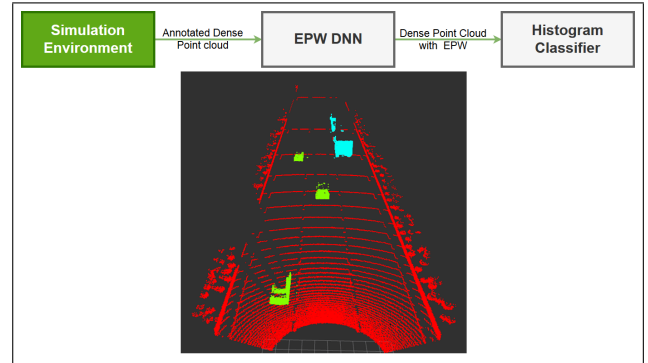 Simulation
Environment
Annotated Dense
Point cloud
EPW DNN
Dense Point Cloud
with EPW
Histogram
Classifier